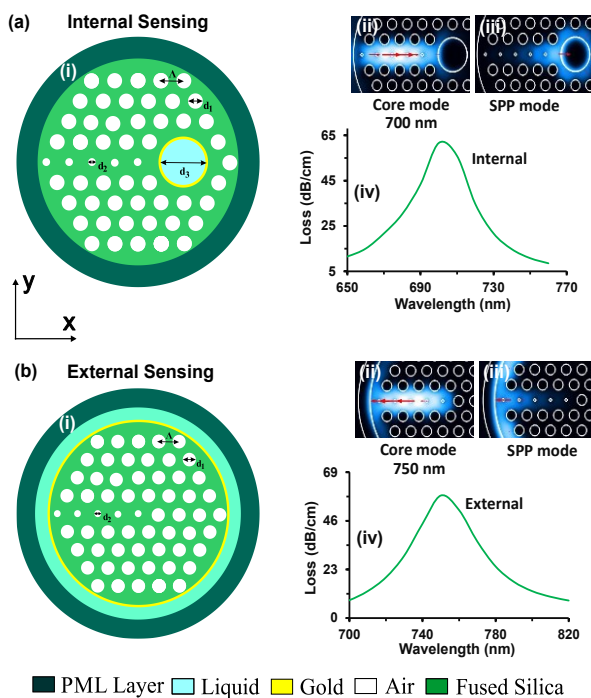 (a)
Internal Sensing
(i)
Λ
d1
d2
d3
(ii)
(iii)
Core mode
700 nm
SPP mode
Loss (dB/cm)
65
45
25
5
(iv)
Internal
650
690
730
770
Wavelength (nm)
y
x
(b)
External Sensing
(i)
Λ
d1
d2
(ii)
(iii)
Core mode
750 nm
SPP mode
Loss (dB/cm)
69
46
23
0
(iv)
External
700
740
780
820
Wavelength (nm)
PML Layer Liquid Gold Air Fused Silica